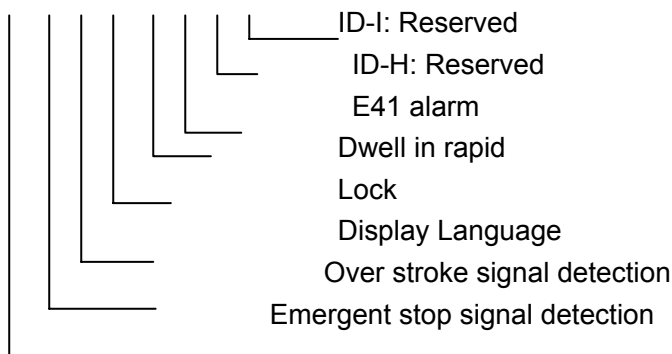 ID-I: Reserved
ID-H: Reserved
E41 alarm
Dwell in rapid
Lock
Display Language
Over stroke signal detection
Emergent stop signal detection